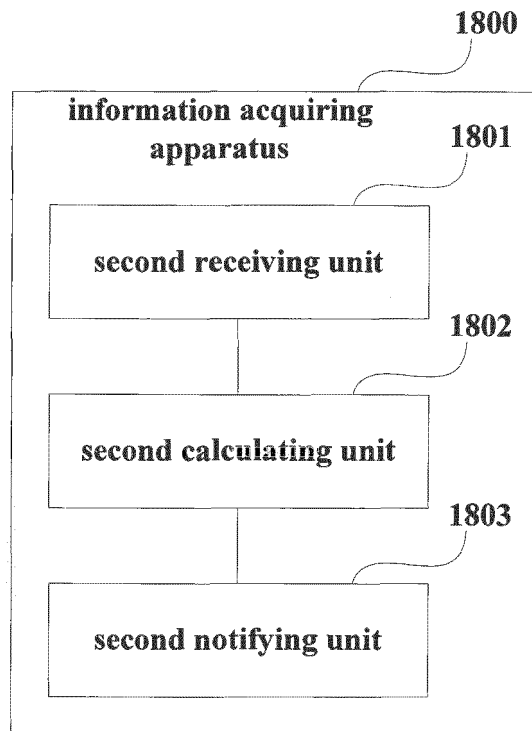 1800
information acquiring
apparatus
1801
second receiving unit
1802
second calculating unit
1803
second notifying unit